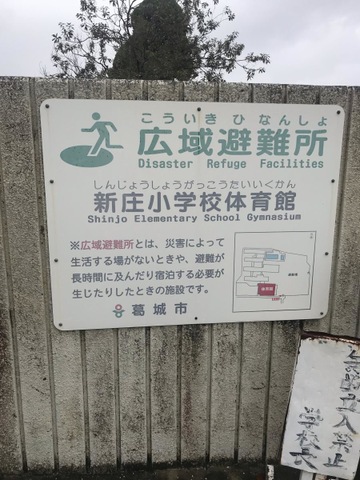 こういきひなんしょ
広域避難所
Disaster Refuge Facilities
しんじょうしょうがっこうたいいくかん
新庄小学校体育館
Shinjo Elementary School Gymnasium
※広域避難所とは、災害によって
生活する場がないときや、避難が
長時間に及んだり宿泊する必要が
生じたりしたときの施設です。
葛城市
体育館
入禁止
学校長